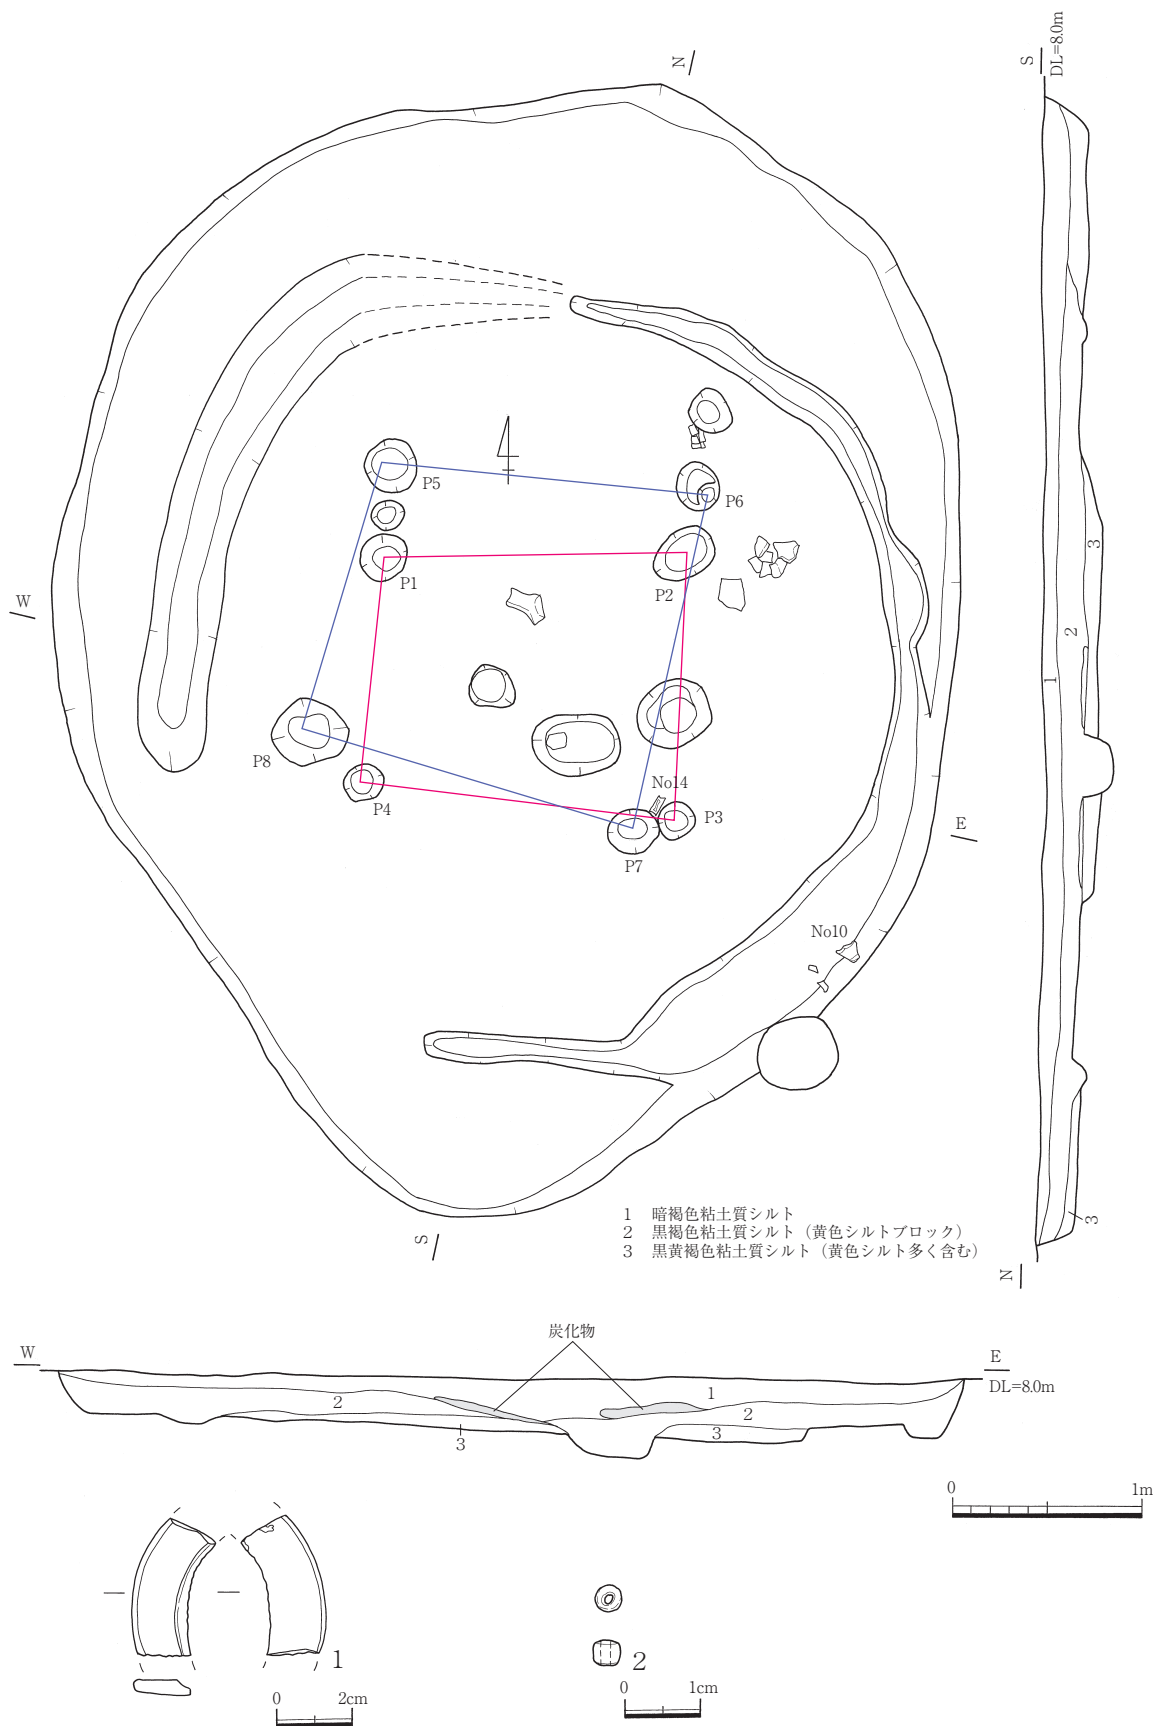 N
S
DL=8.0m
P5
P6
P1
P2
W
3
2
1
P8
No14
P4
P3
E
P7
No10
1 暗褐色粘土質シルト
2 黒褐色粘土質シルト（黄色シルトブロック）
3 黒黄褐色粘土質シルト（黄色シルト多く含む）
3
S
N
炭化物
W
E
DL=8.0m
1
2
2
3
3
0 1m
1
2
0 2cm
0 1cm